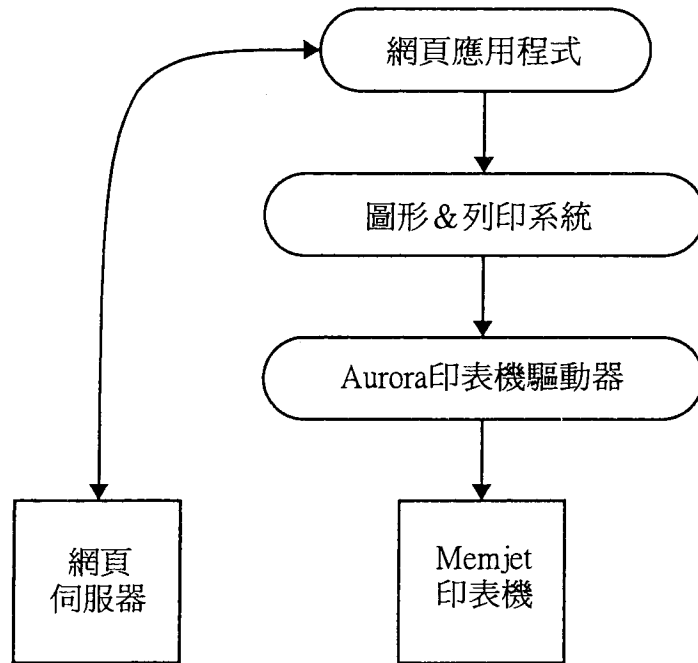 網頁應用程式
圖形&列印系統
Aurora印表機驅動器
網頁
伺服器
Memjet
印表機